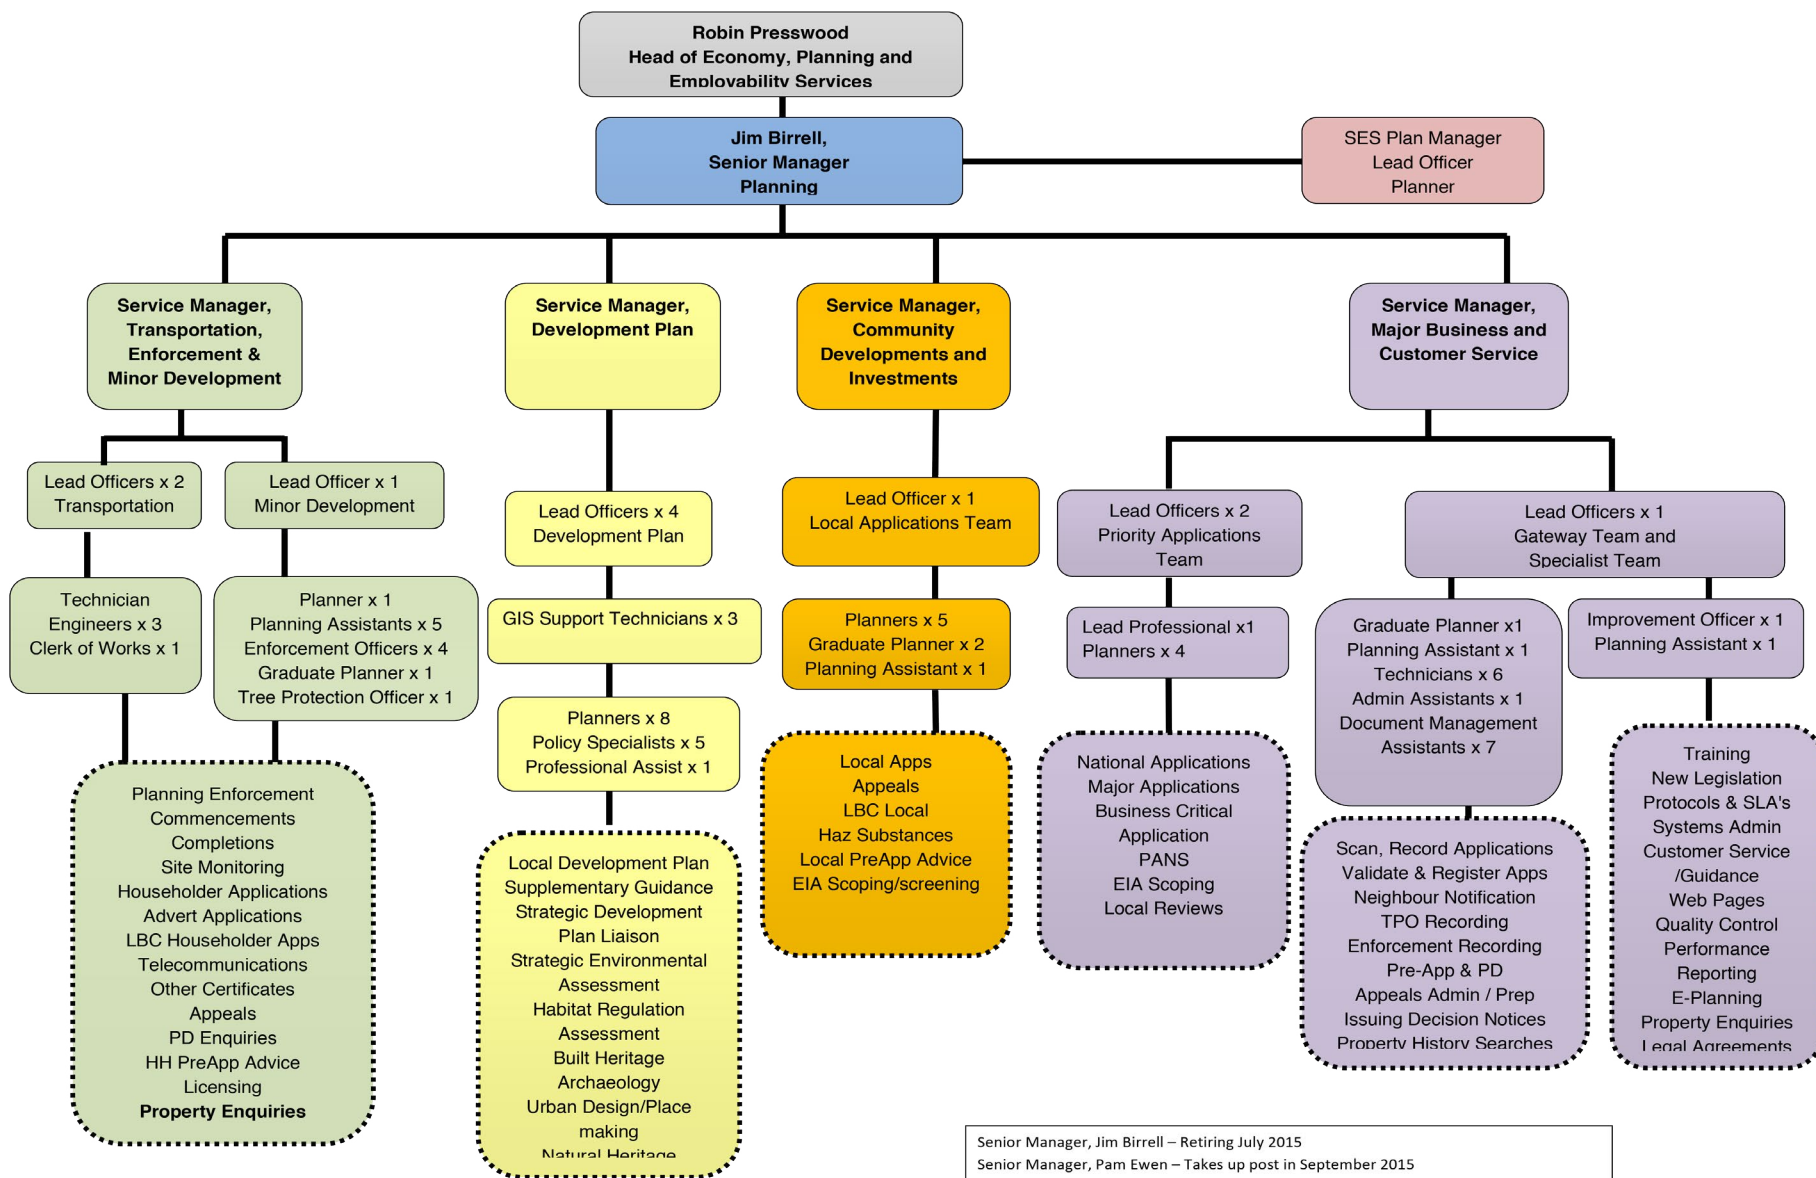 Robin Presswood
Head of Economy, Planning and
Employability Services
Jim Birrell,
Senior Manager
Planning
SES Plan Manager
Lead Officer
Planner
Service Manager,
Transportation,
Enforcement &
Minor Development
Service Manager,
Development Plan
Service Manager,
Community
Developments and
Investments
Service Manager,
Major Business and
Customer Service
Lead Officers x 2
Transportation
Lead Officer x 1
Minor Development
Lead Officers x 4
Development Plan
Lead Officer x 1
Local Applications Team
Lead Officers x 2
Priority Applications
Team
Lead Officers x 1
Gateway Team and
Specialist Team
Technician
Engineers x 3
Clerk of Works x 1
Planner x 1
Planning Assistants x 5
Enforcement Officers x 4
Graduate Planner x 1
Tree Protection Officer x 1
GIS Support Technicians x 3
Planners x 5
Graduate Planner x 2
Planning Assistant x 1
Lead Professional x1
Planners x 4
Graduate Planner x1
Planning Assistant x 1
Technicians x 6
Admin Assistants x 1
Document Management
Assistants x 7
Improvement Officer x 1
Planning Assistant x 1
Planners x 8
Policy Specialists x 5
Professional Assist x 1
Planning Enforcement
Commencements
Completions
Site Monitoring
Householder Applications
Advert Applications
LBC Householder Apps
Telecommunications
Other Certificates
Appeals
PD Enquiries
HH PreApp Advice
Licensing
Property Enquiries
Local Development Plan
Supplementary Guidance
Strategic Development
Plan Liaison
Strategic Environmental
Assessment
Habitat Regulation
Assessment
Built Heritage
Archaeology
Urban Design/Place
making
Natural Heritage
Local Apps
Appeals
LBC Local
Haz Substances
Local PreApp Advice
EIA Scoping/screening
National Applications
Major Applications
Business Critical
Application
PANS
EIA Scoping
Local Reviews
Scan, Record Applications
Validate & Register Apps
Neighbour Notification
TPO Recording
Enforcement Recording
Pre-App & PD
Appeals Admin / Prep
Issuing Decision Notices
Property History Searches
Training
New Legislation
Protocols & SLA's
Systems Admin
Customer Service
/Guidance
Web Pages
Quality Control
Performance
Reporting
E-Planning
Property Enquiries
Legal Agreements
Senior Manager, Jim Birrell – Retiring July 2015
Senior Manager, Pam Ewen – Takes up post in September 2015